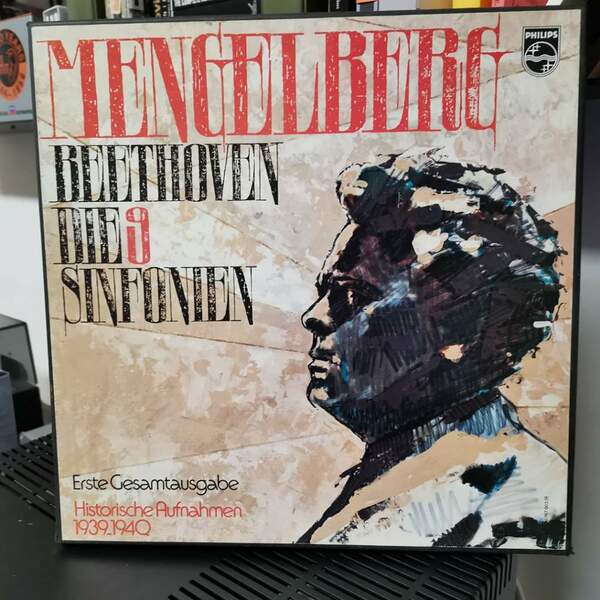 MENGELBERG
PHILIPS
BEETHOVEN
DIE 9
SINFONIEN
Erste Gesamtausgabe
Historische Aufnahmen
1939-1940